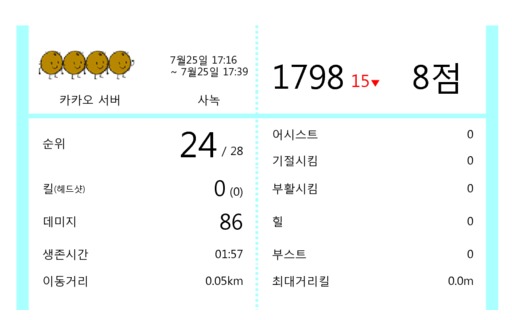 7월25일 17:16
~ 7월25일 17:39
카카오 서버
사녹
1798 15▼ 8점
순위 24 / 28
킬(헤드샷) 0 (0)
데미지 86
생존시간 01:57
이동거리 0.05km
어시스트 0
기절시킴 0
부활시킴 0
힐 0
부스트 0
최대거리킬 0.0m